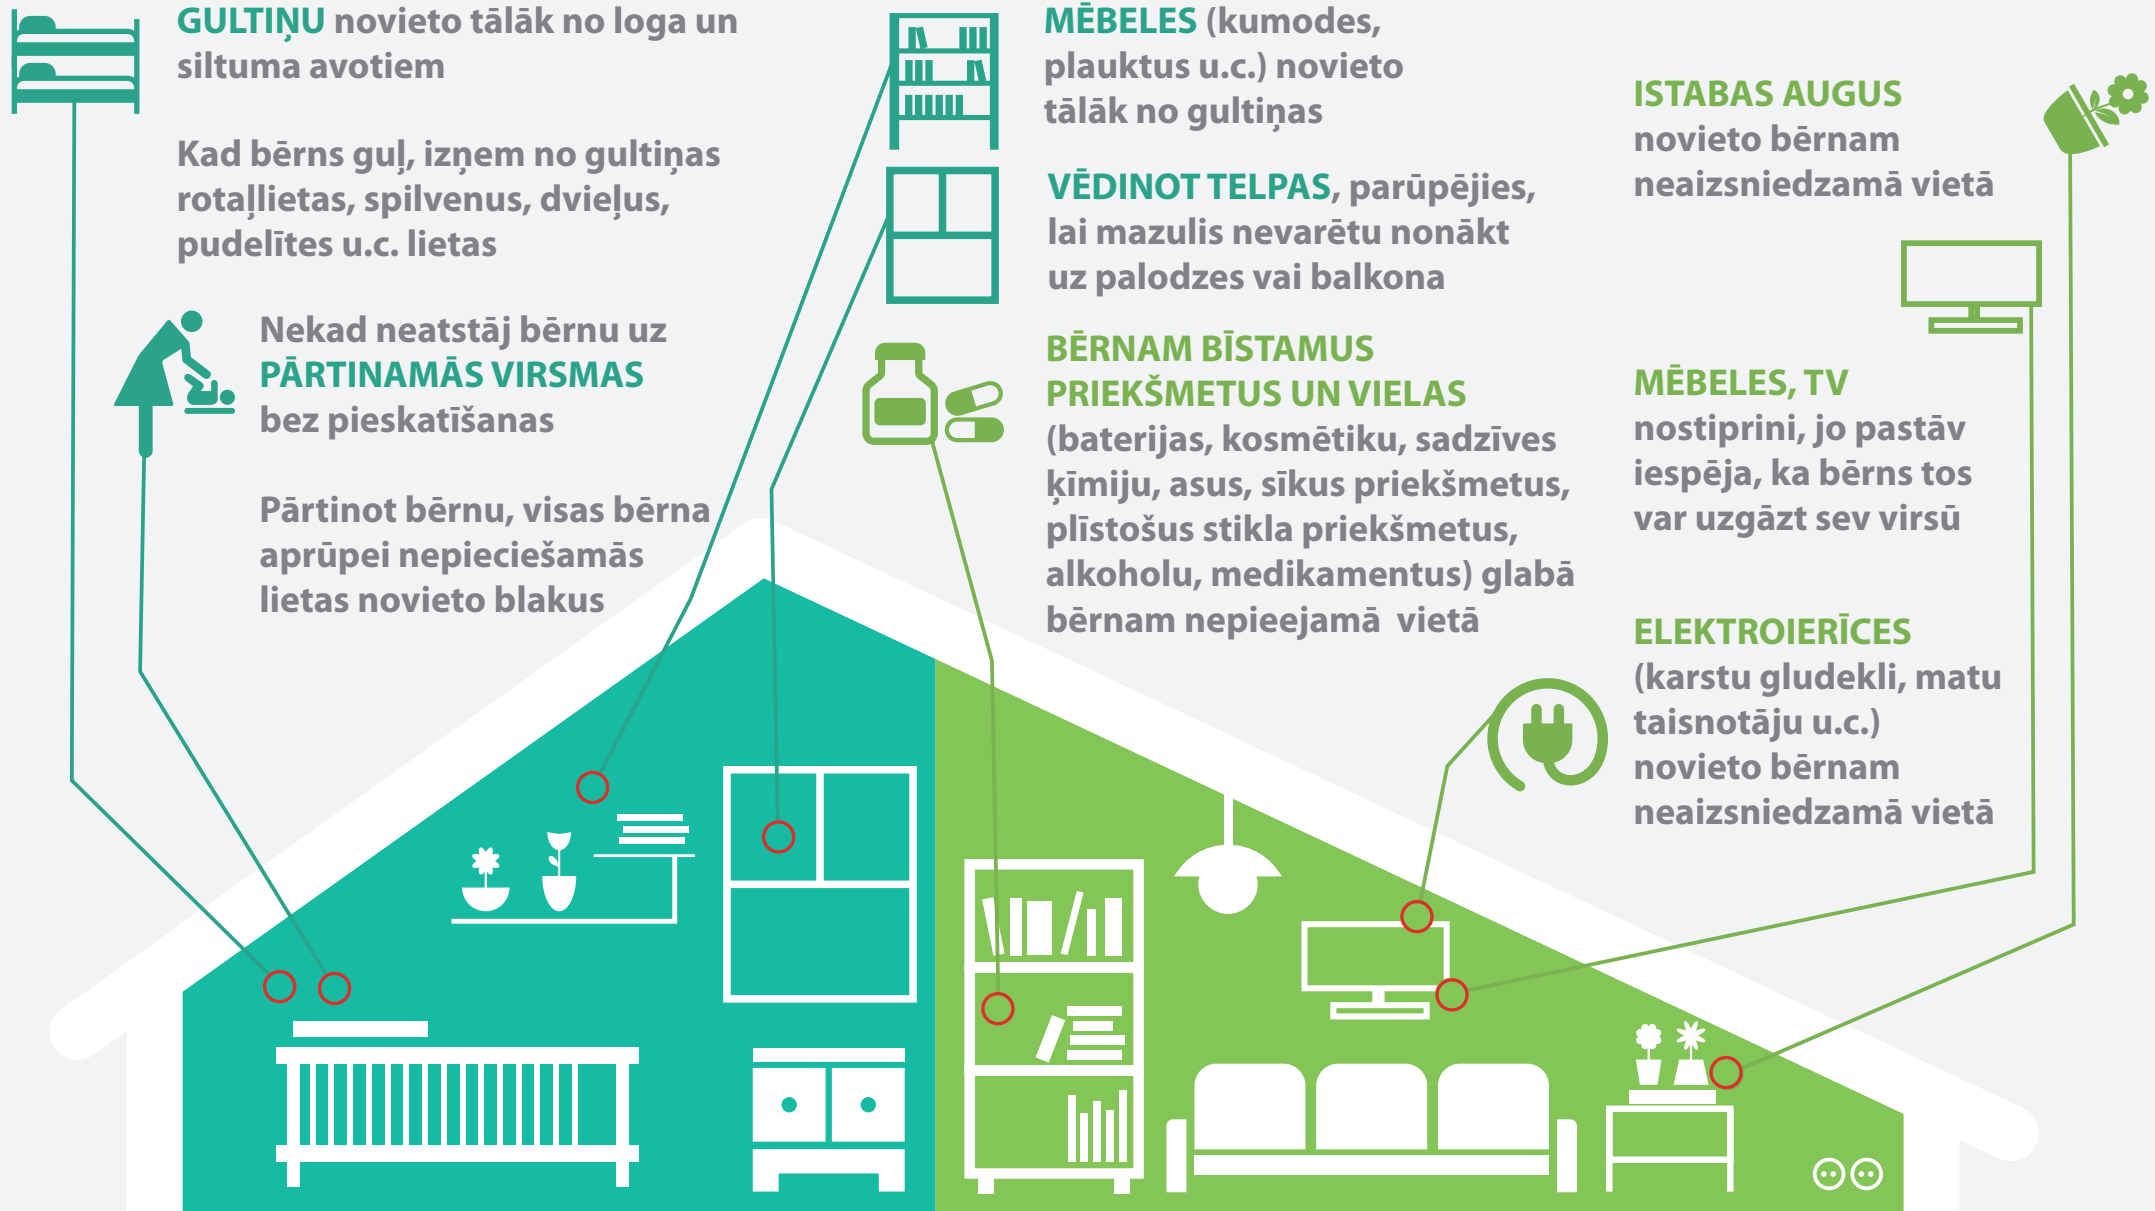 GULTIŅU novieto tālāk no loga un
siltuma avotiem
Kad bērns guļ, izņem no gultiņas
rotaļlietas, spilvenus, dvieļus,
pudelītes u.c. lietas
Nekad neatstāj bērnu uz
PĀRTINAMĀS VIRSMAS
bez pieskatīšanas
Pārtinot bērnu, visas bērna
aprūpei nepieciešamās
lietas novieto blakus
MĒBELES (kumodes,
plauktus u.c.) novieto
tālāk no gultiņas
VĒDINOT TELPAS, parūpējies,
lai mazulis nevarētu nonākt
uz palodzes vai balkona
BĒRNAM BĪSTAMUS
PRIEKŠMETUS UN VIELAS
(baterijas, kosmētiku, sadzīves
ķīmiju, asus, sīkus priekšmetus,
plīstošus stikla priekšmetus,
alkoholu, medikamentus) glabā
bērnam nepieejamā vietā
ISTABAS AUGUS
novieto bērnam
neaizsniedzamā vietā
MĒBELES, TV
nostiprini, jo pastāv
iespēja, ka bērns tos
var uzgāzt sev virsū
ELEKTROIERĪCES
(karstu gludekli, matu
taisnotāju u.c.)
novieto bērnam
neaizsniedzamā vietā